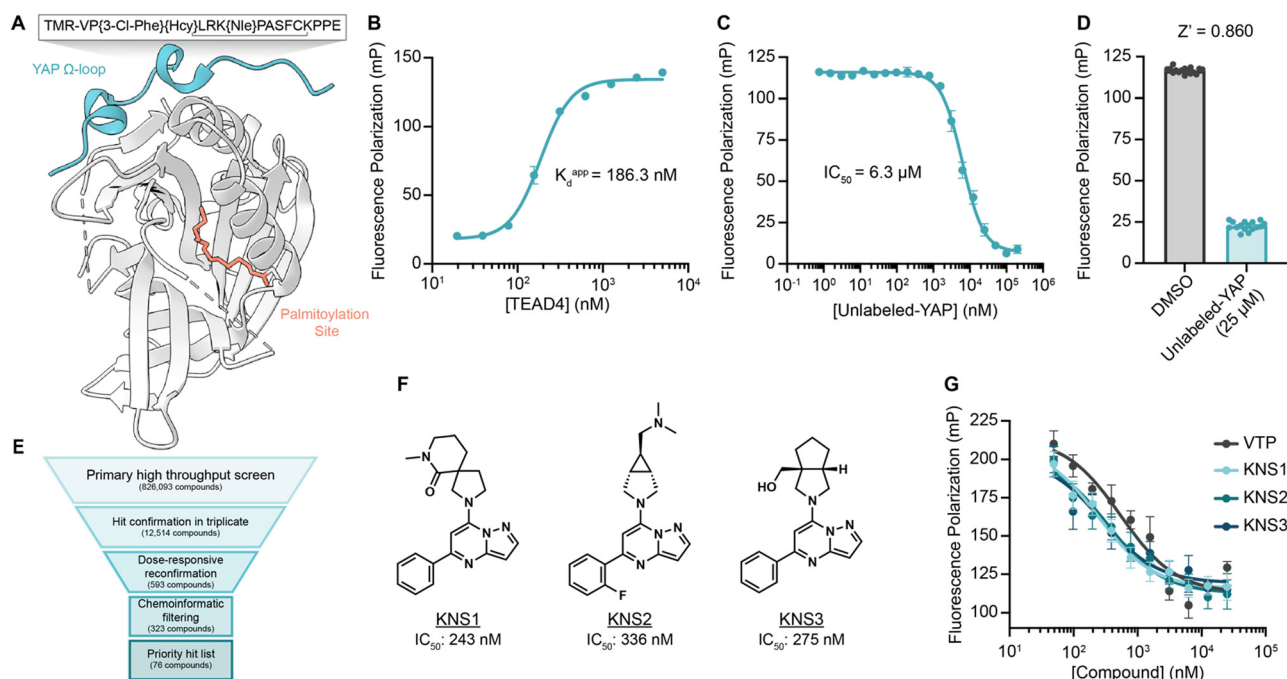 A
TMR-VP{3-Cl-Phe}{Hcy}LRK{Nle}PASFCKPPE
YAP Ω-loop
Palmitoylation
Site
B
Fluorescence Polarization (mP)
150
100
50
0
K_d^app = 186.3 nM
10^1
10^2
10^3
10^4
[TEAD4] (nM)
C
Fluorescence Polarization (mP)
125
100
75
50
25
0
IC50 = 6.3 µM
10^-1
10^0
10^1
10^2
10^3
10^4
10^5
10^6
[Unlabeled-YAP] (nM)
D
Z' = 0.860
Fluorescence Polarization (mP)
125
100
75
50
25
0
DMSO
Unlabeled-YAP
(25 µM)
E
Primary high throughput screen
(826,093 compounds)
Hit confirmation in triplicate
(12,514 compounds)
Dose-responsive
reconfirmation
(593 compounds)
Chemoinformatic
filtering
(323 compounds)
Priority hit list
(76 compounds)
F
N
O
N
N
N
N
KNS1
IC50: 243 nM
N
N
N
N
N
F
KNS2
IC50: 336 nM
H
HO
N
N
N
N
KNS3
IC50: 275 nM
G
Fluorescence Polarization (mP)
225
200
175
150
125
100
VTP
KNS1
KNS2
KNS3
10^1
10^2
10^3
10^4
10^5
[Compound] (nM)